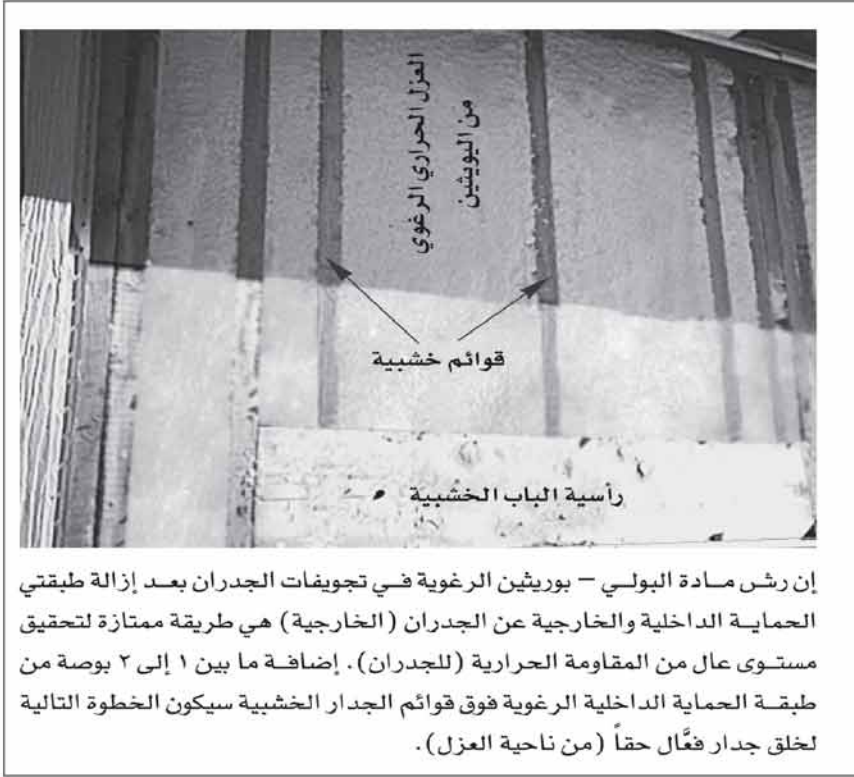 العزل الحراري الرغوي
من اليويثين
قوائم خشبية
رأسية الباب الخشبية
إن رش مادة البولي – بوريثين الرغوية في تجويفات الجدران بعد إزالة طبقتي
الحماية الداخلية والخارجية عن الجدران (الخارجية) هي طريقة ممتازة لتحقيق
مستوى عال من المقاومة الحرارية (للجدران). إضافة ما بين ١ إلى ٢ بوصة من
طبقة الحماية الداخلية الرغوية فوق قوائم الجدار الخشبية سيكون الخطوة التالية
لخلق جدار فعَّال حقاً (من ناحية العزل).